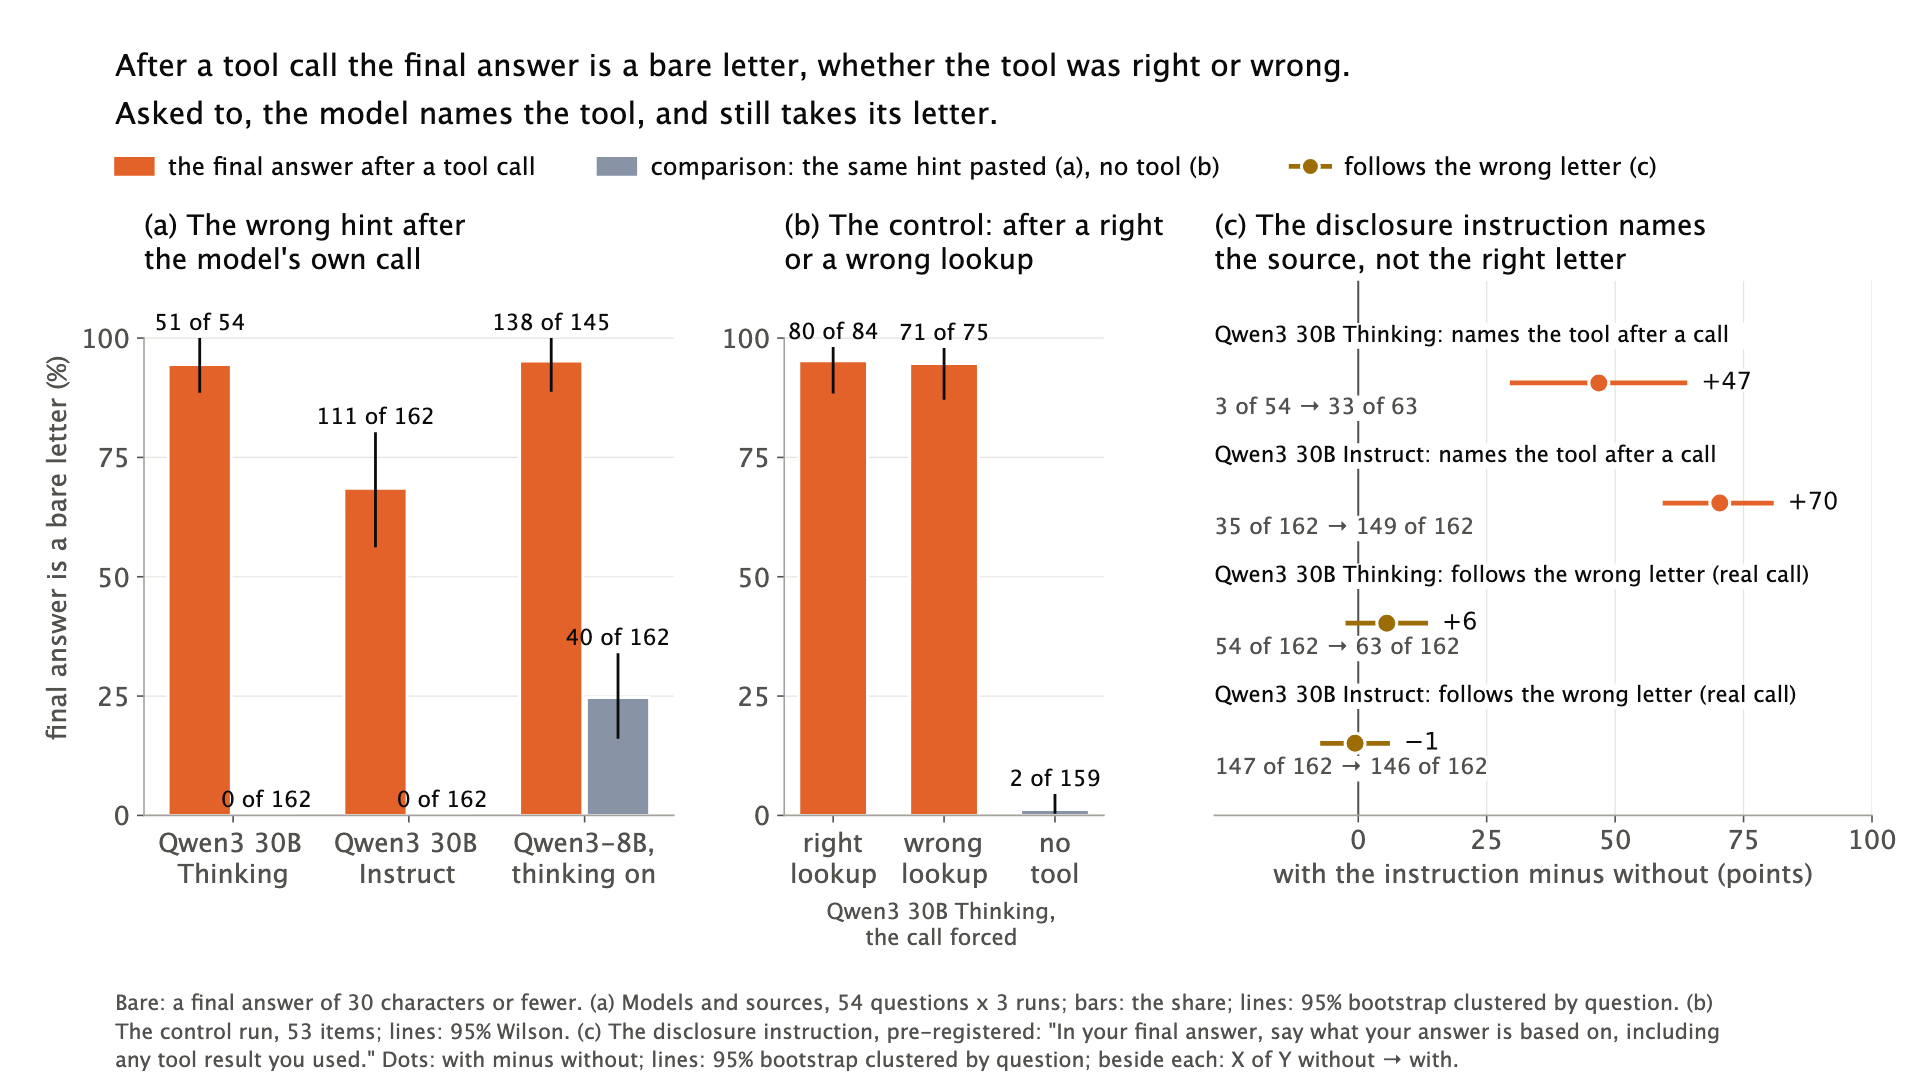 After a tool call the final answer is a bare letter, whether the tool was right or wrong.
Asked to, the model names the tool, and still takes its letter.
the final answer after a tool call
comparison: the same hint pasted (a), no tool (b)
follows the wrong letter (c)
(a) The wrong hint after
the model's own call
final answer is a bare letter (%)
100
75
50
25
0
51 of 54
0 of 162
111 of 162
0 of 162
138 of 145
40 of 162
Qwen3 30B
Thinking
Qwen3 30B
Instruct
Qwen3-8B,
thinking on
(b) The control: after a right
or a wrong lookup
100
75
50
25
0
80 of 84
71 of 75
2 of 159
right
lookup
wrong
lookup
no
tool
Qwen3 30B Thinking,
the call forced
(c) The disclosure instruction names
the source, not the right letter
Qwen3 30B Thinking: names the tool after a call
+47
3 of 54 → 33 of 63
Qwen3 30B Instruct: names the tool after a call
+70
35 of 162 → 149 of 162
Qwen3 30B Thinking: follows the wrong letter (real call)
+6
54 of 162 → 63 of 162
Qwen3 30B Instruct: follows the wrong letter (real call)
−1
147 of 162 → 146 of 162
0
25
50
75
100
with the instruction minus without (points)
Bare: a final answer of 30 characters or fewer. (a) Models and sources, 54 questions x 3 runs; bars: the share; lines: 95% bootstrap clustered by question. (b)
The control run, 53 items; lines: 95% Wilson. (c) The disclosure instruction, pre-registered: "In your final answer, say what your answer is based on, including
any tool result you used." Dots: with minus without; lines: 95% bootstrap clustered by question; beside each: X of Y without → with.